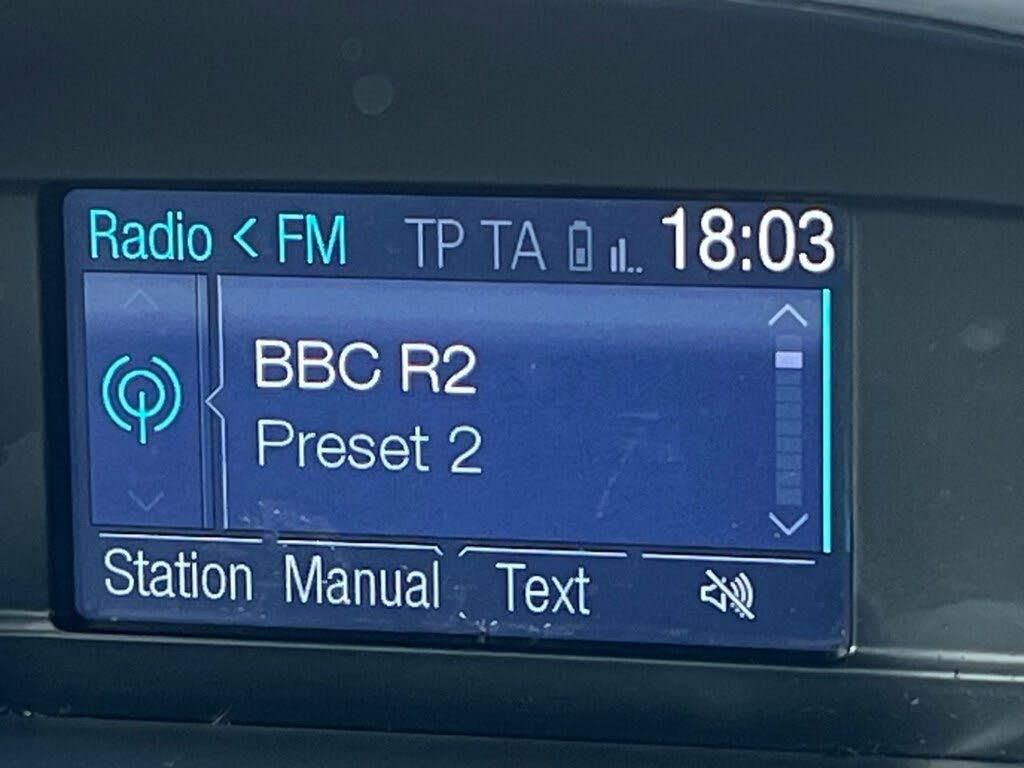 Radio < FM TP TA 18:03
BBC R2
Preset 2
Station Manual Text